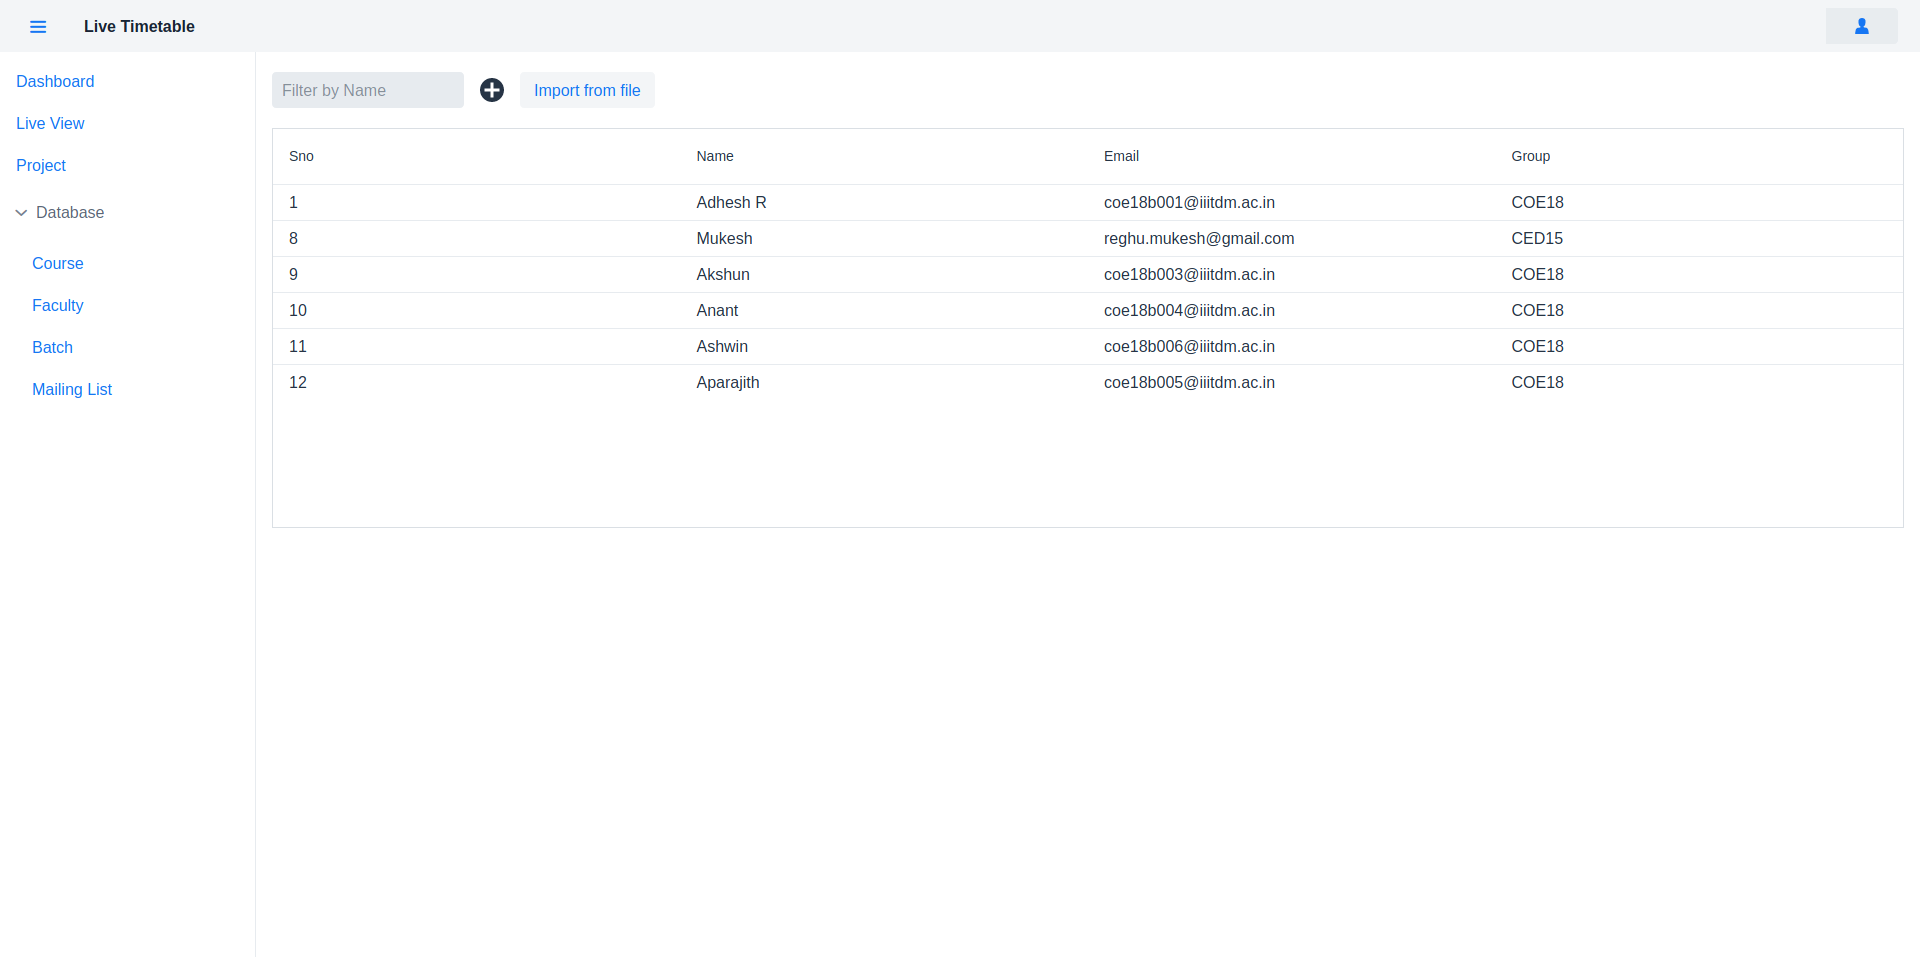 Live Timetable
Dashboard
Live View
Project
Database
Course
Faculty
Batch
Mailing List
Filter by Name
Import from file
Sno Name Email Group
1 Adhesh R coe18b001@iiitdm.ac.in COE18
8 Mukesh reghu.mukesh@gmail.com CED15
9 Akshun coe18b003@iiitdm.ac.in COE18
10 Anant coe18b004@iiitdm.ac.in COE18
11 Ashwin coe18b006@iiitdm.ac.in COE18
12 Aparajith coe18b005@iiitdm.ac.in COE18